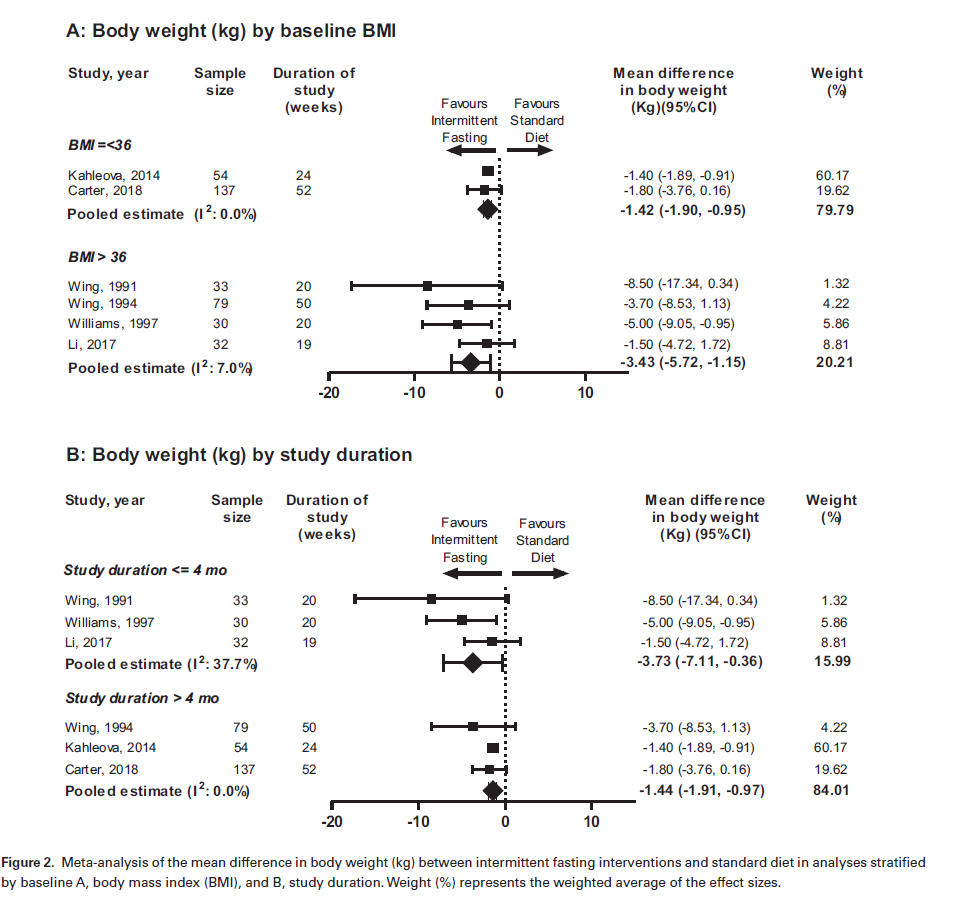 A: Body weight (kg) by baseline BMI
Study, year Sample size Duration of study (weeks) Favours Intermittent Fasting Favours Standard Diet Mean difference in body weight (Kg)(95%CI) Weight (%)
BMI =<36
Kahleova, 2014 54 24 -1.40 (-1.89, -0.91) 60.17
Carter, 2018 137 52 -1.80 (-3.76, 0.16) 19.62
Pooled estimate (I²: 0.0%) -1.42 (-1.90, -0.95) 79.79
BMI > 36
Wing, 1991 33 20 -8.50 (-17.34, 0.34) 1.32
Wing, 1994 79 50 -3.70 (-8.53, 1.13) 4.22
Williams, 1997 30 20 -5.00 (-9.05, -0.95) 5.86
Li, 2017 32 19 -1.50 (-4.72, 1.72) 8.81
Pooled estimate (I²: 7.0%) -3.43 (-5.72, -1.15) 20.21
-20 -10 0 10
B: Body weight (kg) by study duration
Study, year Sample size Duration of study (weeks) Favours Intermittent Fasting Favours Standard Diet Mean difference in body weight (Kg) (95%CI) Weight (%)
Study duration <= 4 mo
Wing, 1991 33 20 -8.50 (-17.34, 0.34) 1.32
Williams, 1997 30 20 -5.00 (-9.05, -0.95) 5.86
Li, 2017 32 19 -1.50 (-4.72, 1.72) 8.81
Pooled estimate (I²: 37.7%) -3.73 (-7.11, -0.36) 15.99
Study duration > 4 mo
Wing, 1994 79 50 -3.70 (-8.53, 1.13) 4.22
Kahleova, 2014 54 24 -1.40 (-1.89, -0.91) 60.17
Carter, 2018 137 52 -1.80 (-3.76, 0.16) 19.62
Pooled estimate (I²: 0.0%) -1.44 (-1.91, -0.97) 84.01
-20 -10 0 10
Figure 2. Meta-analysis of the mean difference in body weight (kg) between intermittent fasting interventions and standard diet in analyses stratified
by baseline A, body mass index (BMI), and B, study duration. Weight (%) represents the weighted average of the effect sizes.